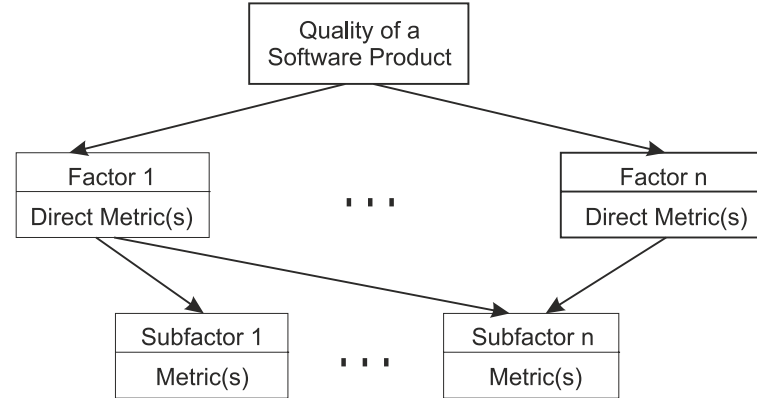 Quality of a
Software Product
Factor 1
Direct Metric(s)
. . .
Factor n
Direct Metric(s)
Subfactor 1
Metric(s)
. . .
Subfactor n
Metric(s)